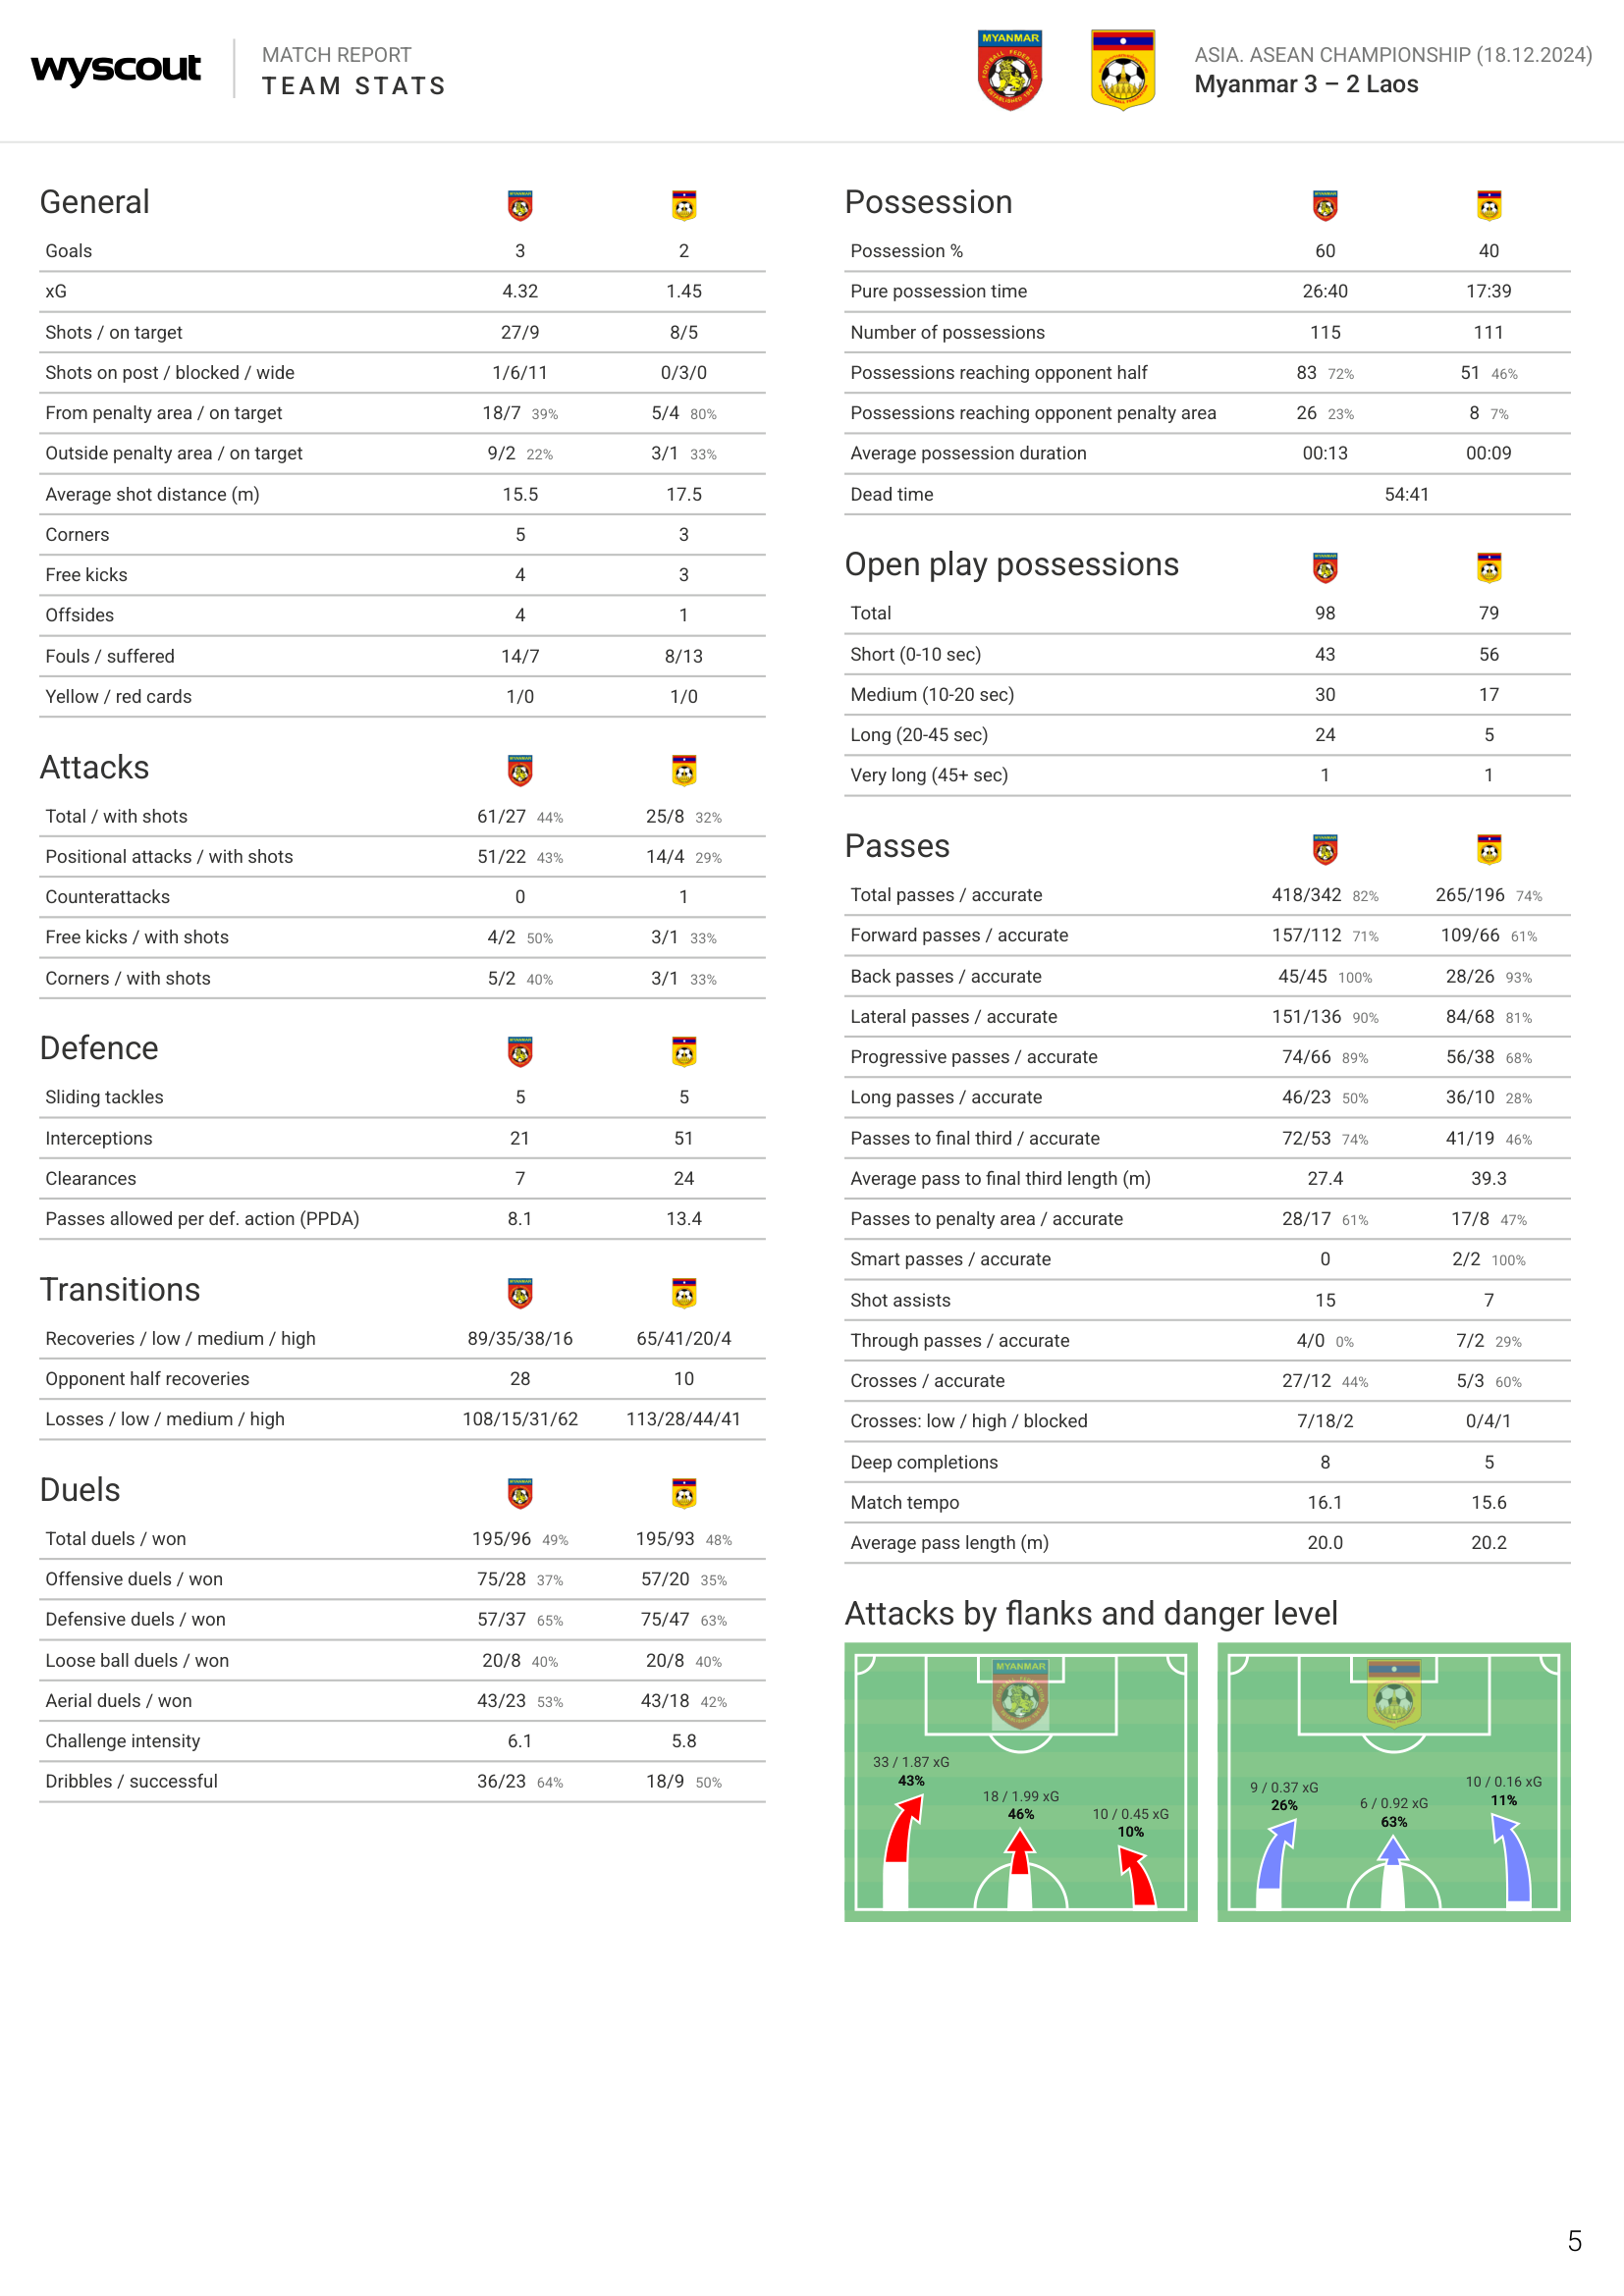 wyscout
MATCH REPORT
TEAM STATS
MYANMAR
ASIA. ASEAN CHAMPIONSHIP (18.12.2024)
Myanmar 3 – 2 Laos
General
Goals 3 2
xG 4.32 1.45
Shots / on target 27/9 8/5
Shots on post / blocked / wide 1/6/11 0/3/0
From penalty area / on target 18/7 39% 5/4 80%
Outside penalty area / on target 9/2 22% 3/1 33%
Average shot distance (m) 15.5 17.5
Corners 5 3
Free kicks 4 3
Offsides 4 1
Fouls / suffered 14/7 8/13
Yellow / red cards 1/0 1/0
Attacks
Total / with shots 61/27 44% 25/8 32%
Positional attacks / with shots 51/22 43% 14/4 29%
Counterattacks 0 1
Free kicks / with shots 4/2 50% 3/1 33%
Corners / with shots 5/2 40% 3/1 33%
Defence
Sliding tackles 5 5
Interceptions 21 51
Clearances 7 24
Passes allowed per def. action (PPDA) 8.1 13.4
Transitions
Recoveries / low / medium / high 89/35/38/16 65/41/20/4
Opponent half recoveries 28 10
Losses / low / medium / high 108/15/31/62 113/28/44/41
Duels
Total duels / won 195/96 49% 195/93 48%
Offensive duels / won 75/28 37% 57/20 35%
Defensive duels / won 57/37 65% 75/47 63%
Loose ball duels / won 20/8 40% 20/8 40%
Aerial duels / won 43/23 53% 43/18 42%
Challenge intensity 6.1 5.8
Dribbles / successful 36/23 64% 18/9 50%
Possession
Possession % 60 40
Pure possession time 26:40 17:39
Number of possessions 115 111
Possessions reaching opponent half 83 72% 51 46%
Possessions reaching opponent penalty area 26 23% 8 7%
Average possession duration 00:13 00:09
Dead time 54:41
Open play possessions
Total 98 79
Short (0-10 sec) 43 56
Medium (10-20 sec) 30 17
Long (20-45 sec) 24 5
Very long (45+ sec) 1 1
Passes
Total passes / accurate 418/342 82% 265/196 74%
Forward passes / accurate 157/112 71% 109/66 61%
Back passes / accurate 45/45 100% 28/26 93%
Lateral passes / accurate 151/136 90% 84/68 81%
Progressive passes / accurate 74/66 89% 56/38 68%
Long passes / accurate 46/23 50% 36/10 28%
Passes to final third / accurate 72/53 74% 41/19 46%
Average pass to final third length (m) 27.4 39.3
Passes to penalty area / accurate 28/17 61% 17/8 47%
Smart passes / accurate 0 2/2 100%
Shot assists 15 7
Through passes / accurate 4/0 0% 7/2 29%
Crosses / accurate 27/12 44% 5/3 60%
Crosses: low / high / blocked 7/18/2 0/4/1
Deep completions 8 5
Match tempo 16.1 15.6
Average pass length (m) 20.0 20.2
Attacks by flanks and danger level
MYANMAR
33 / 1.87 xG
43%
18 / 1.99 xG
46%
10 / 0.45 xG
10%
9 / 0.37 xG
26%
6 / 0.92 xG
63%
10 / 0.16 xG
11%
5